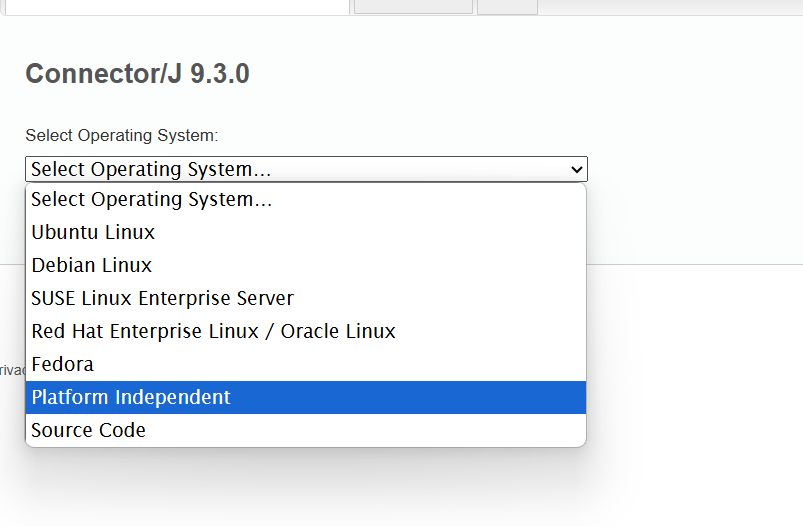 Connector/J 9.3.0
Select Operating System:
Select Operating System…
Select Operating System…
Ubuntu Linux
Debian Linux
SUSE Linux Enterprise Server
Red Hat Enterprise Linux / Oracle Linux
Fedora
Platform Independent
Source Code